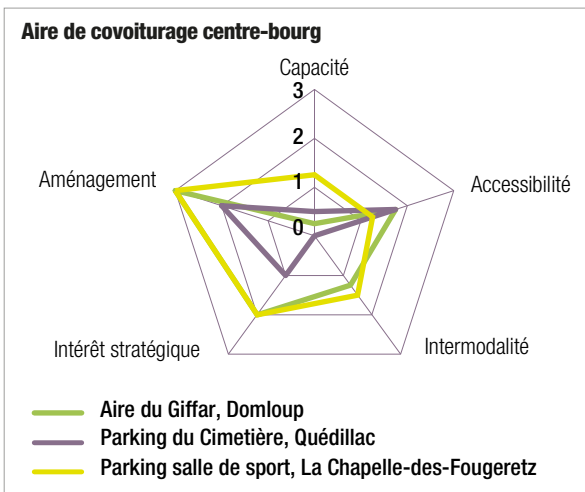 Aire de covoiturage centre-bourg
Capacité
3
2
1
0
Aménagement
Accessibilité
Intérêt stratégique
Intermodalité
Aire du Giffar, Domloup
Parking du Cimetière, Quédillac
Parking salle de sport, La Chapelle-des-Fougeretz